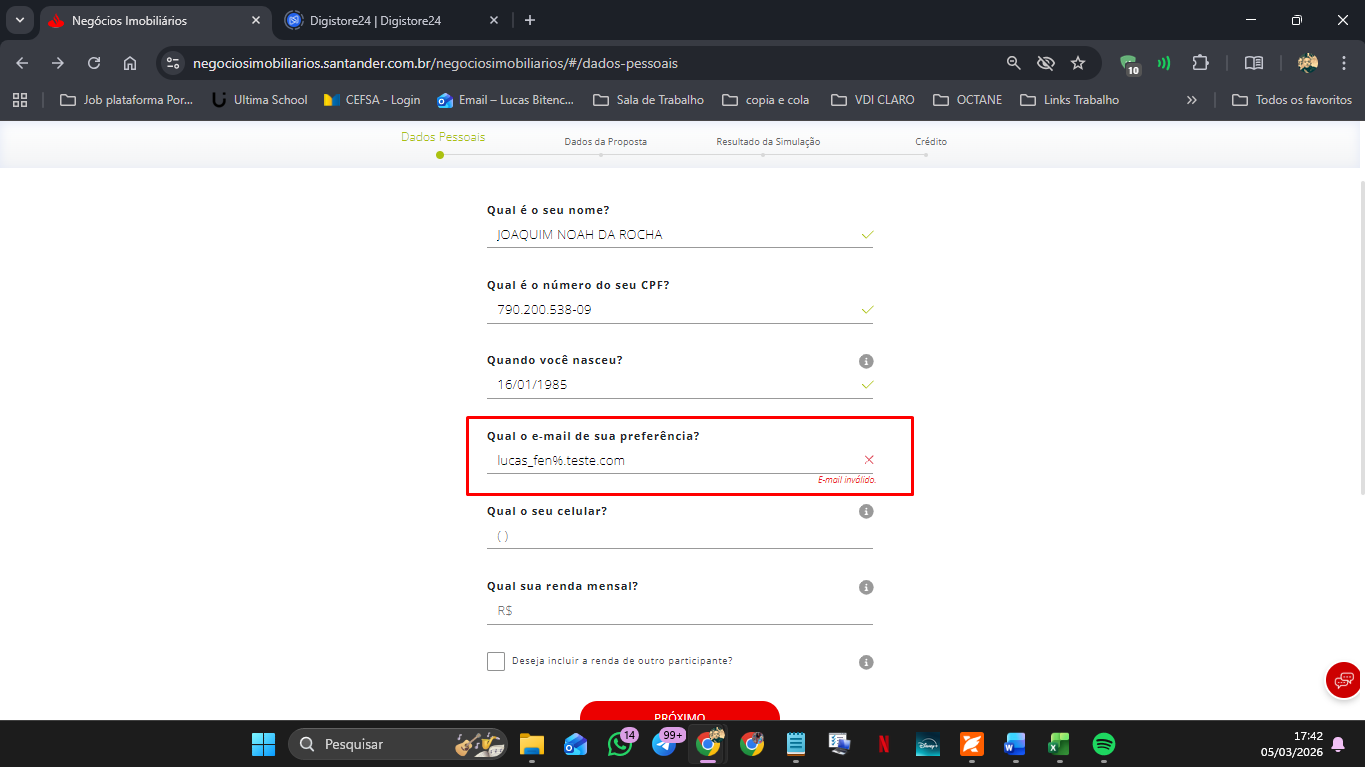 Negócios Imobiliários
Digistore24 | Digistore24
negociosimobiliarios.santander.com.br/negociosimobiliarios/#/dados-pessoais
10
Job plataforma Por...
Ultima School
CEFSA - Login
Email – Lucas Bitenc...
Sala de Trabalho
copia e cola
VDI CLARO
OCTANE
Links Trabalho
Todos os favoritos
Dados Pessoais
Dados da Proposta
Resultado da Simulação
Crédito
Qual é o seu nome?
JOAQUIM NOAH DA ROCHA
Qual é o número do seu CPF?
790.200.538-09
Quando você nasceu?
16/01/1985
Qual o e-mail de sua preferência?
lucas_fen%.teste.com
E-mail inválido.
Qual o seu celular?
( )
Qual sua renda mensal?
R$
Deseja incluir a renda de outro participante?
PRÓXIMO
Pesquisar
14
99+
17:42
05/03/2026